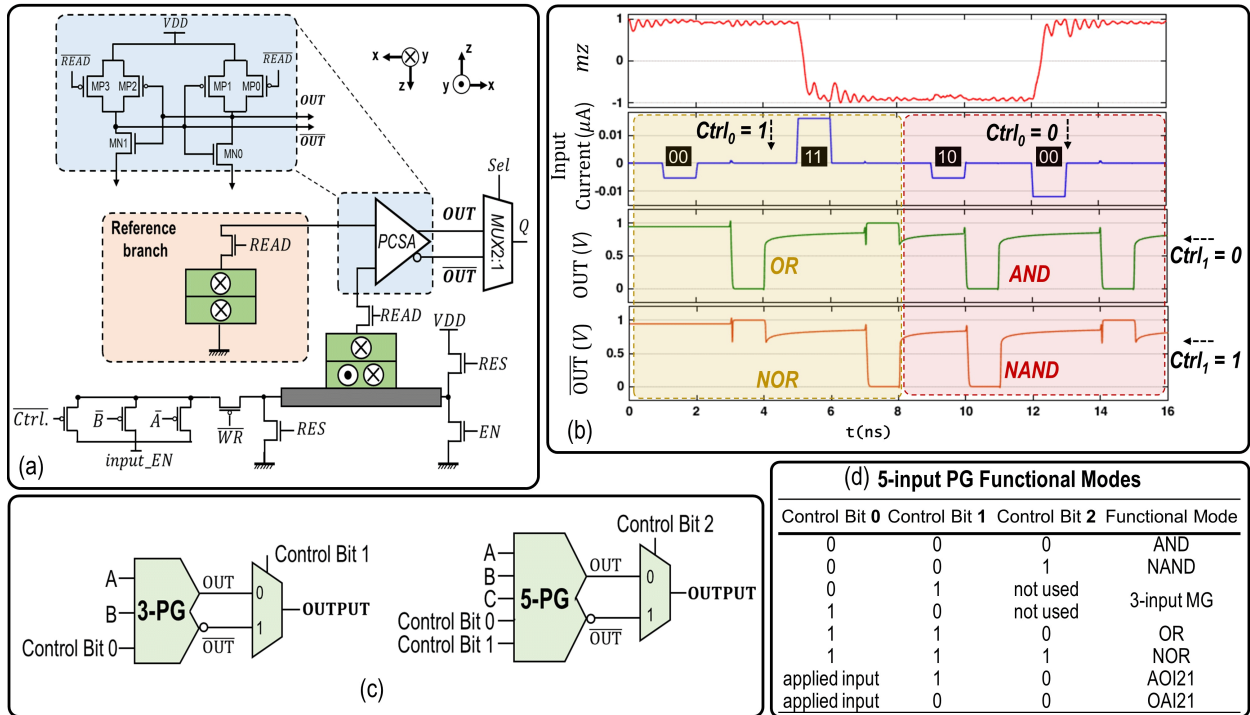 (a)
VDD
READ
READ
MP3
MP2
MP1
MP0
MN1
MN0
OUT
OUT
x
y
z
z
y
x
Sel
OUT
OUT
PCSA
MUX2:1
Q
Reference
branch
READ
READ
VDD
RES
EN
RES
Ctrl.
B
A
WR
input_EN
(b)
mz
1
0
-1
Input
Current (μA)
0.01
0
-0.01
Ctrl0 = 1
Ctrl0 = 0
00
11
10
00
OUT (V)
1
0.5
0
OR
AND
Ctrl1 = 0
OUT (V)
1
0.5
0
NOR
NAND
Ctrl1 = 1
0
2
4
6
8
10
12
14
16
t(ns)
(c)
A
B
Control Bit 0
3-PG
OUT
OUT
Control Bit 1
0
1
OUTPUT
A
B
C
Control Bit 0
Control Bit 1
5-PG
OUT
OUT
Control Bit 2
0
1
OUTPUT
(d) 5-input PG Functional Modes
Control Bit 0 Control Bit 1 Control Bit 2 Functional Mode
0 0 0 AND
0 0 1 NAND
0 1 not used
3-input MG
1 0 not used
1 1 0 OR
1 1 1 NOR
applied input 1 0 AOI21
applied input 0 0 OAI21